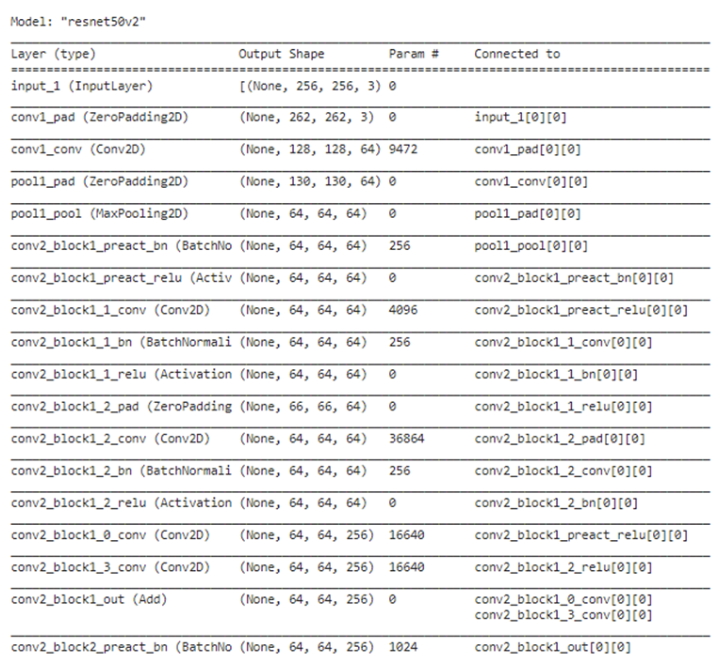 Model: "resnet50v2"
Layer (type) Output Shape Param # Connected to
input_1 (InputLayer) [(None, 256, 256, 3) 0
conv1_pad (ZeroPadding2D) (None, 262, 262, 3) 0 input_1[0][0]
conv1_conv (Conv2D) (None, 128, 128, 64) 9472 conv1_pad[0][0]
pool1_pad (ZeroPadding2D) (None, 130, 130, 64) 0 conv1_conv[0][0]
pool1_pool (MaxPooling2D) (None, 64, 64, 64) 0 pool1_pad[0][0]
conv2_block1_preact_bn (BatchNo (None, 64, 64, 64) 256 pool1_pool[0][0]
conv2_block1_preact_relu (Activ (None, 64, 64, 64) 0 conv2_block1_preact_bn[0][0]
conv2_block1_1_conv (Conv2D) (None, 64, 64, 64) 4096 conv2_block1_preact_relu[0][0]
conv2_block1_1_bn (BatchNormali (None, 64, 64, 64) 256 conv2_block1_1_conv[0][0]
conv2_block1_1_relu (Activation (None, 64, 64, 64) 0 conv2_block1_1_bn[0][0]
conv2_block1_2_pad (ZeroPadding (None, 66, 66, 64) 0 conv2_block1_1_relu[0][0]
conv2_block1_2_conv (Conv2D) (None, 64, 64, 64) 36864 conv2_block1_2_pad[0][0]
conv2_block1_2_bn (BatchNormali (None, 64, 64, 64) 256 conv2_block1_2_conv[0][0]
conv2_block1_2_relu (Activation (None, 64, 64, 64) 0 conv2_block1_2_bn[0][0]
conv2_block1_0_conv (Conv2D) (None, 64, 64, 256) 16640 conv2_block1_preact_relu[0][0]
conv2_block1_3_conv (Conv2D) (None, 64, 64, 256) 16640 conv2_block1_2_relu[0][0]
conv2_block1_out (Add) (None, 64, 64, 256) 0 conv2_block1_0_conv[0][0]
conv2_block1_3_conv[0][0]
conv2_block2_preact_bn (BatchNo (None, 64, 64, 256) 1024 conv2_block1_out[0][0]